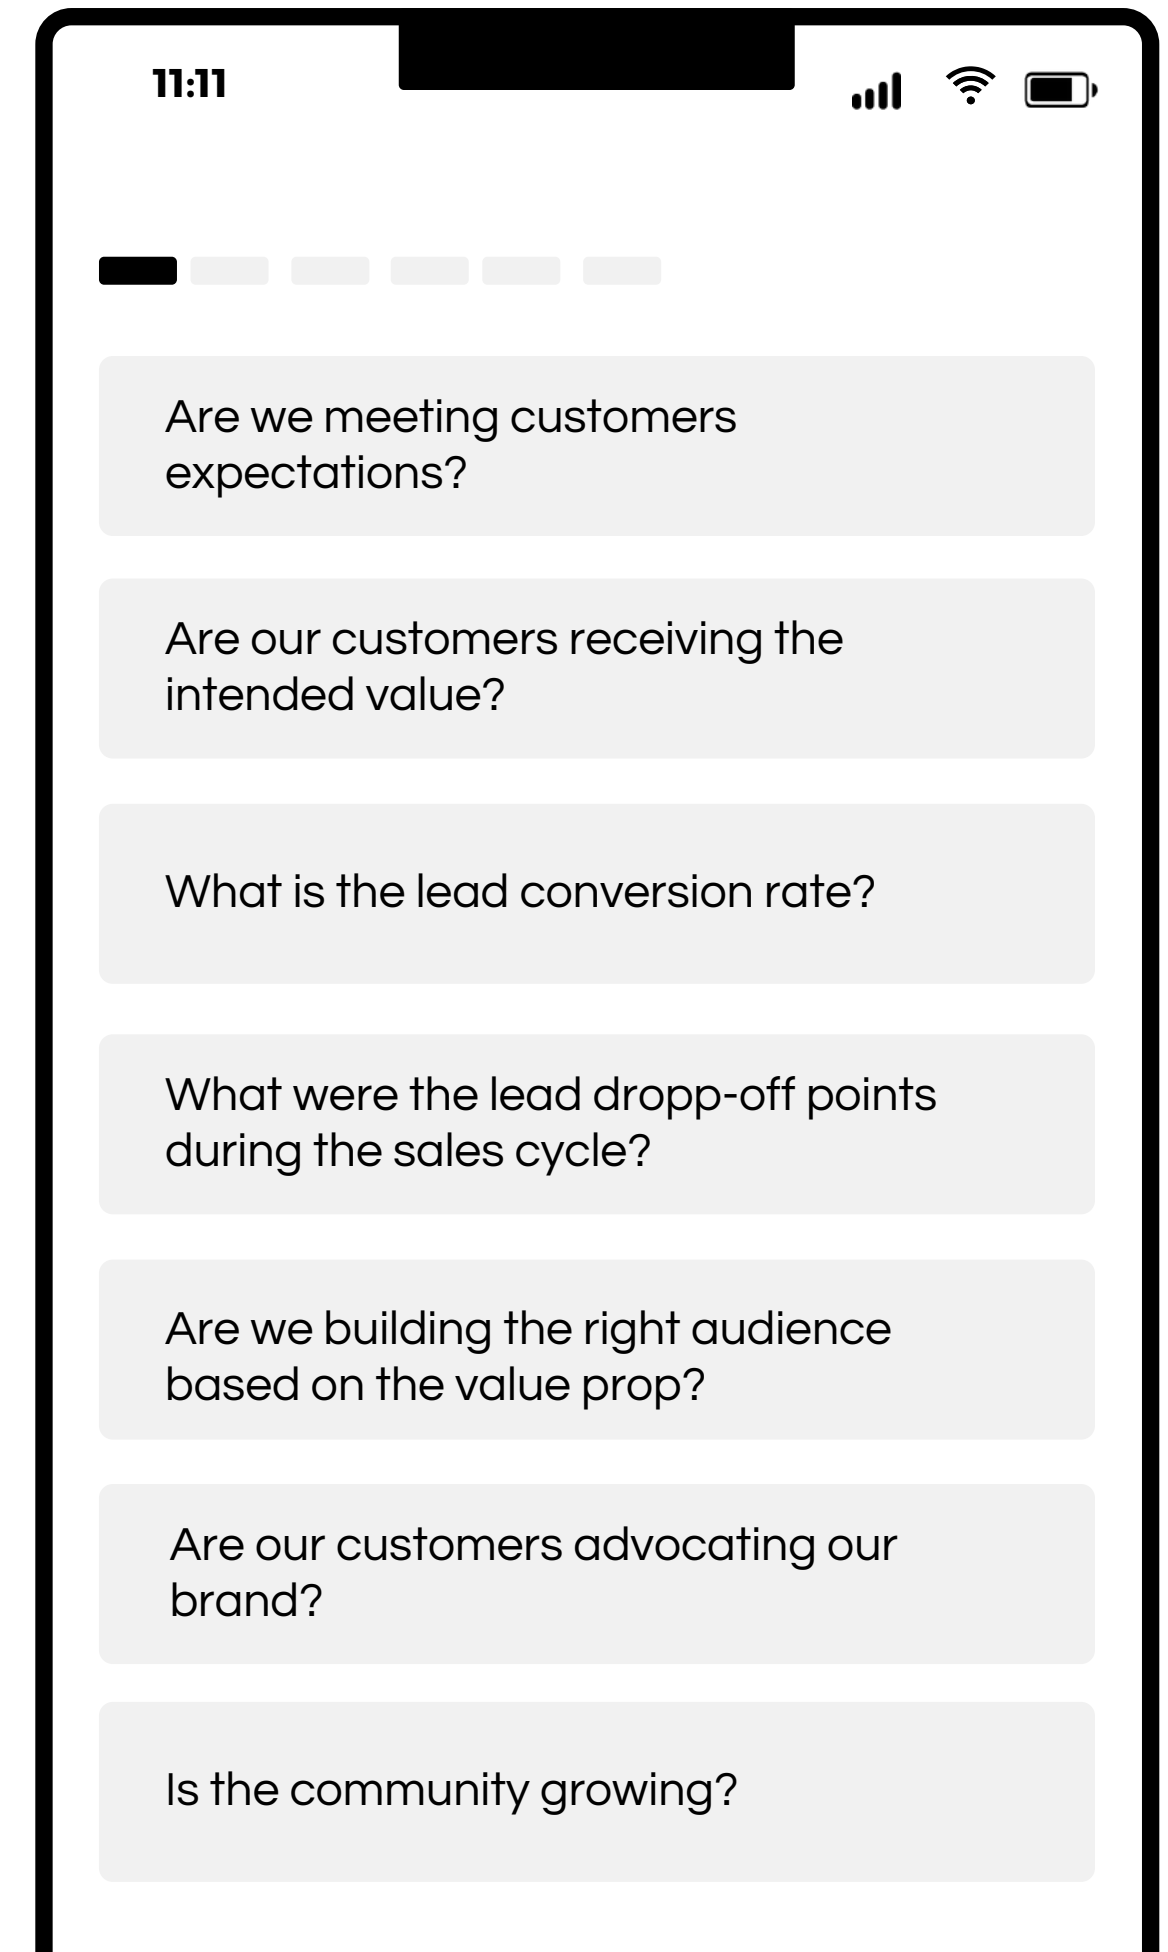 11:11
Are we meeting customers
expectations?
Are our customers receiving the
intended value?
What is the lead conversion rate?
What were the lead dropp-off points
during the sales cycle?
Are we building the right audience
based on the value prop?
Are our customers advocating our
brand?
Is the community growing?